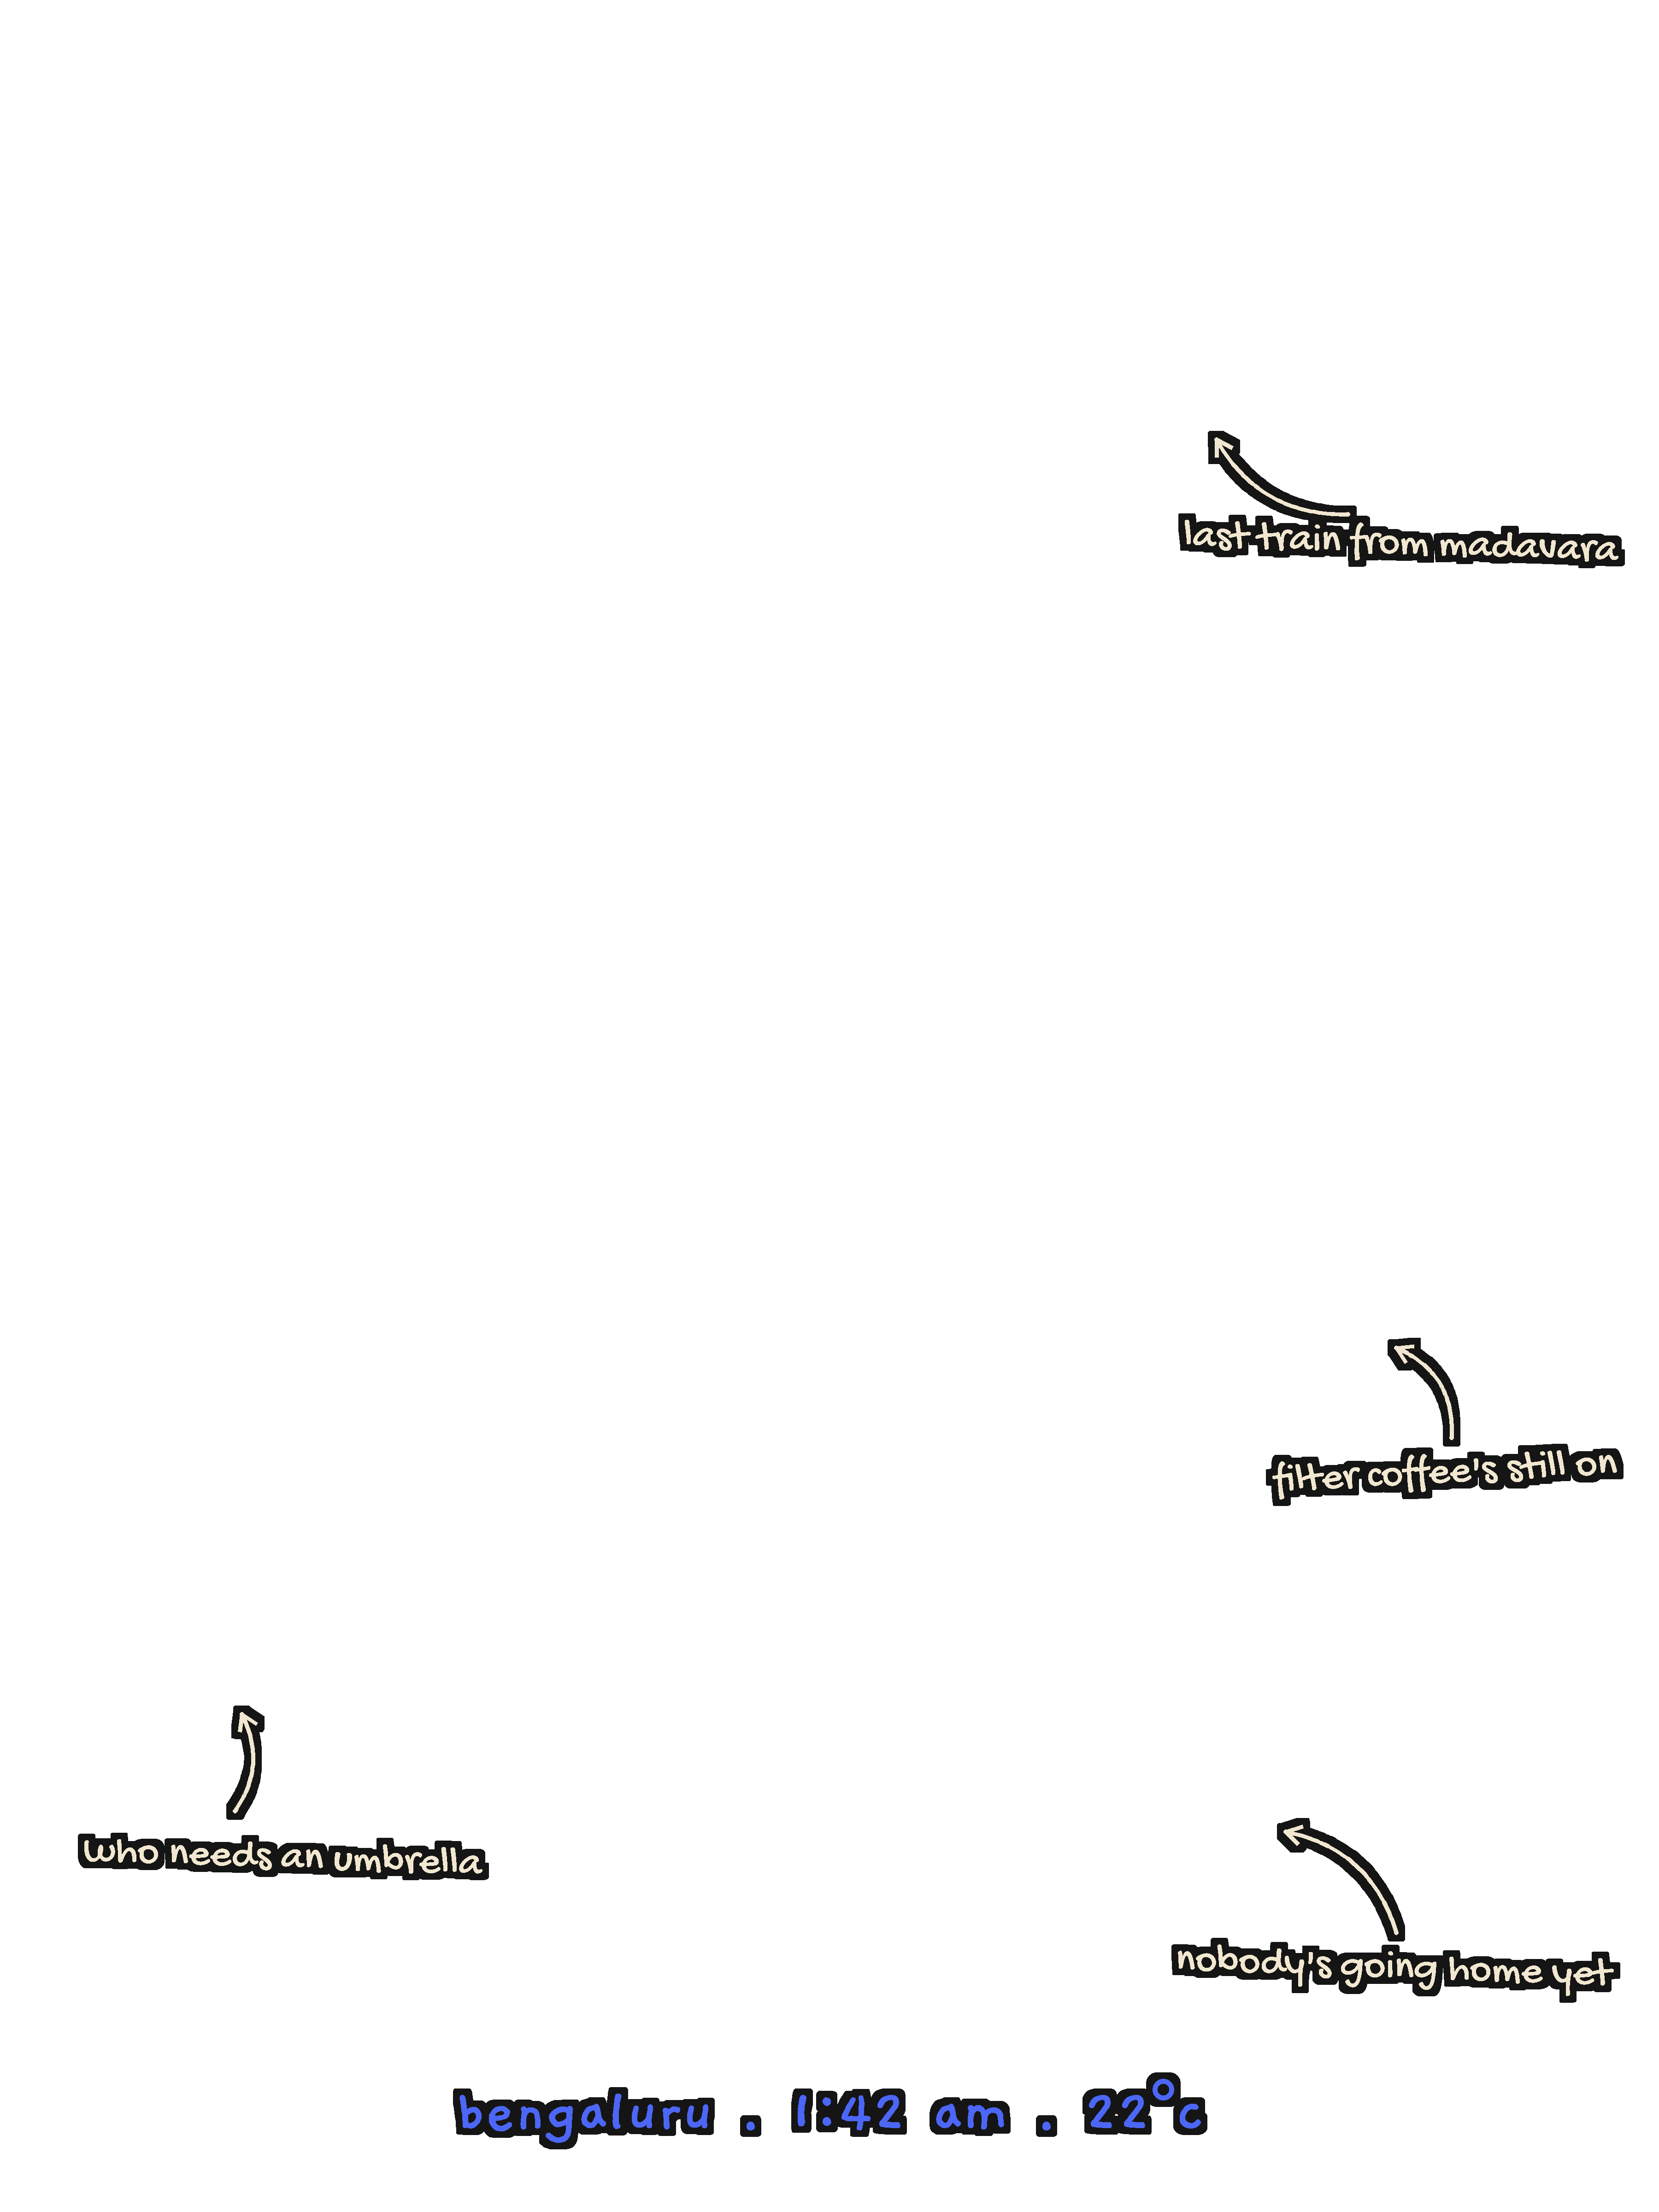 last train from madavara
filter coffee's still on
who needs an umbrella
nobody's going home yet
bengaluru . 1:42 am . 22°c